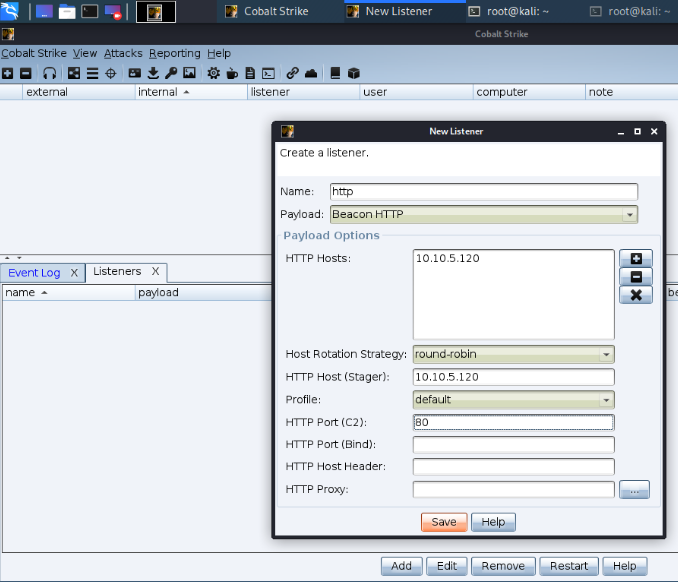 Cobalt Strike
New Listener
root@kali: ~
root@kali: ~
Cobalt Strike
Cobalt Strike View Attacks Reporting Help
external internal listener user computer note
New Listener
Create a listener.
Name: http
Payload: Beacon HTTP
Payload Options
HTTP Hosts: 10.10.5.120
Host Rotation Strategy: round-robin
HTTP Host (Stager): 10.10.5.120
Profile: default
HTTP Port (C2): 80
HTTP Port (Bind):
HTTP Host Header:
HTTP Proxy: ...
Save Help
Event Log X Listeners X
name payload be
Add Edit Remove Restart Help